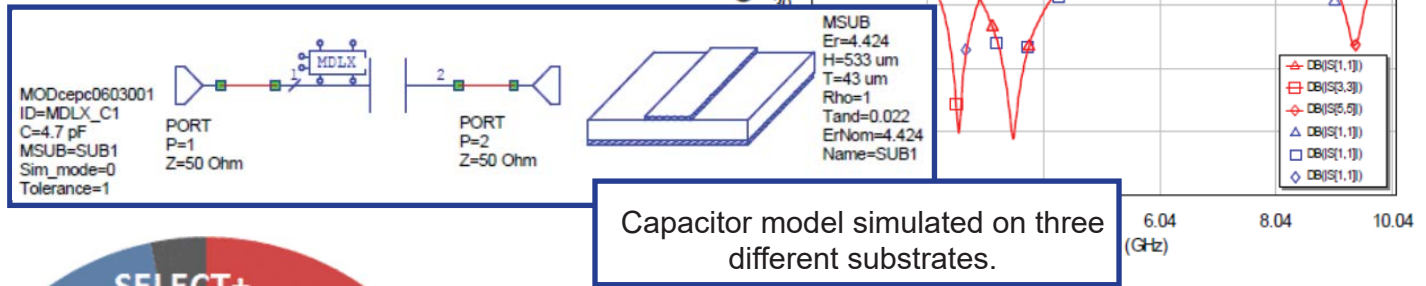 30
MODcepc0603001
ID=MDLX_C1
C=4.7 pF
MSUB=SUB1
Sim_mode=0
Tolerance=1
1
MDLX
2
PORT
P=1
Z=50 Ohm
PORT
P=2
Z=50 Ohm
MSUB
Er=4.424
H=533 um
T=43 um
Rho=1
Tand=0.022
ErNom=4.424
Name=SUB1
DB(|S[1,1]|)
DB(|S[3,3]|)
DB(|S[5,5]|)
DB(|S[1,1]|)
DB(|S[1,1]|)
DB(|S[1,1]|)
6.04 8.04 10.04
(GHz)
Capacitor model simulated on three
different substrates.
SELECT+